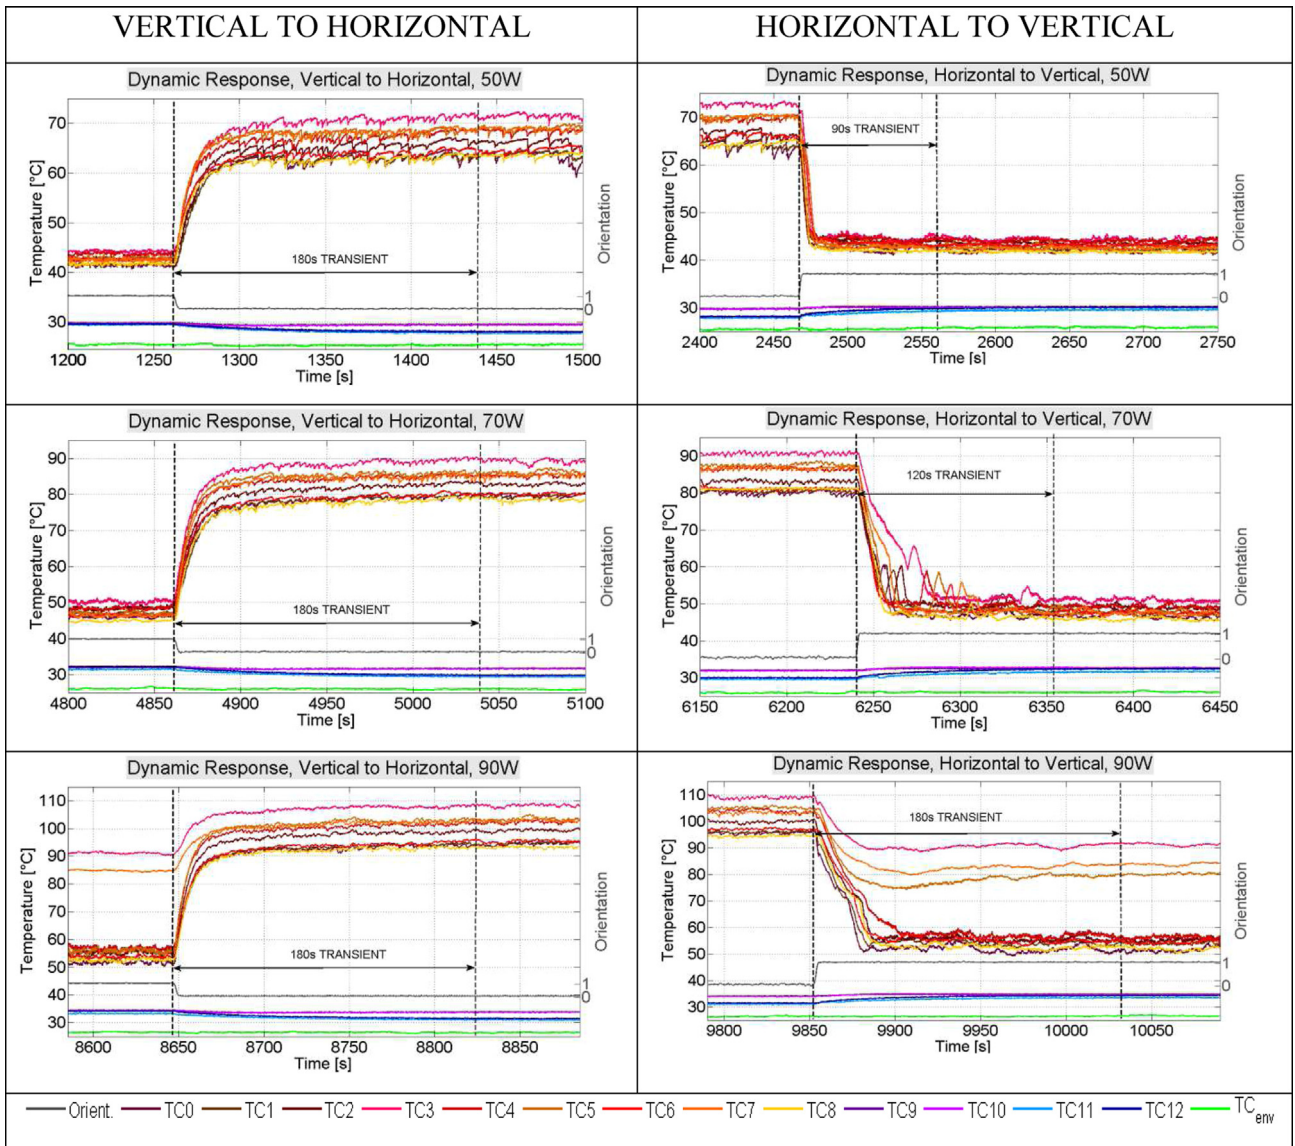 VERTICAL TO HORIZONTAL
HORIZONTAL TO VERTICAL
Dynamic Response, Vertical to Horizontal, 50W
Temperature [°C]
70
60
50
40
30
180s TRANSIENT
Orientation
1
0
1200 1250 1300 1350 1400 1450 1500
Time [s]
Dynamic Response, Horizontal to Vertical, 50W
Temperature [°C]
70
60
50
40
30
90s TRANSIENT
Orientation
1
0
2400 2450 2500 2550 2600 2650 2700 2750
Time [s]
Dynamic Response, Vertical to Horizontal, 70W
Temperature [°C]
90
80
70
60
50
40
30
180s TRANSIENT
Orientation
1
0
4800 4850 4900 4950 5000 5050 5100
Time [s]
Dynamic Response, Horizontal to Vertical, 70W
Temperature [°C]
90
80
70
60
50
40
30
120s TRANSIENT
Orientation
1
0
6150 6200 6250 6300 6350 6400 6450
Time [s]
Dynamic Response, Vertical to Horizontal, 90W
Temperature [°C]
110
100
90
80
70
60
50
40
30
180s TRANSIENT
Orientation
1
0
8600 8650 8700 8750 8800 8850
Time [s]
Dynamic Response, Horizontal to Vertical, 90W
Temperature [°C]
110
100
90
80
70
60
50
40
30
180s TRANSIENT
Orientation
1
0
9800 9850 9900 9950 10000 10050
Time [s]
Orient. TC0 TC1 TC2 TC3 TC4 TC5 TC6 TC7 TC8 TC9 TC10 TC11 TC12 TCenv